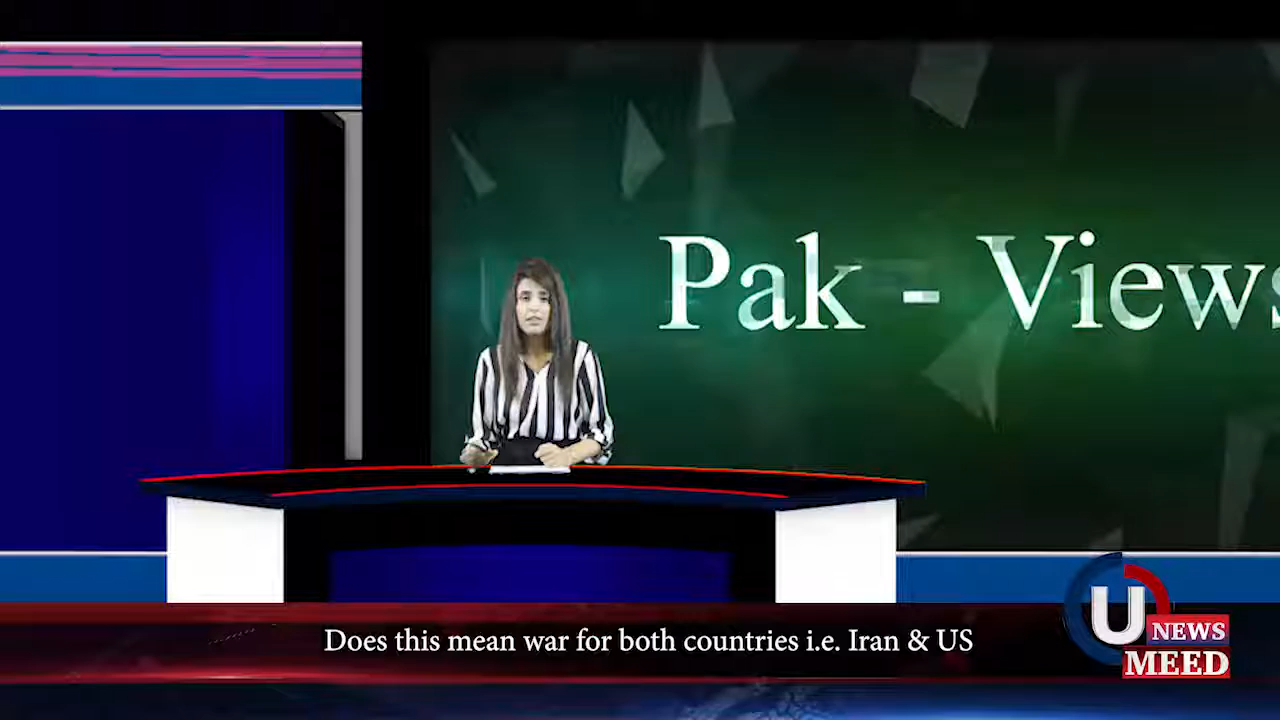 Pak - Views
Does this mean war for both countries i.e. Iran & US
U
NEWS
MEED